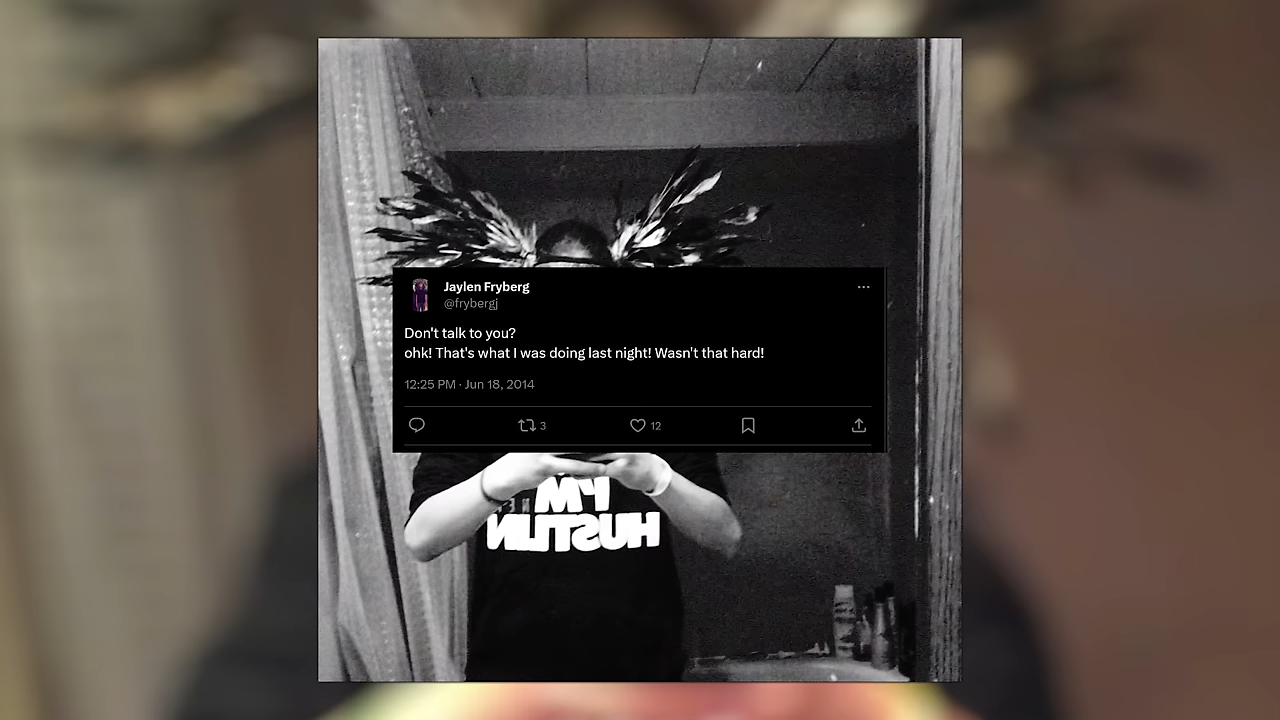 Jaylen Fryberg
@frybergj
Don't talk to you?
ohk! That's what I was doing last night! Wasn't that hard!
12:25 PM · Jun 18, 2014
3
12
I'M
HUSTLIN